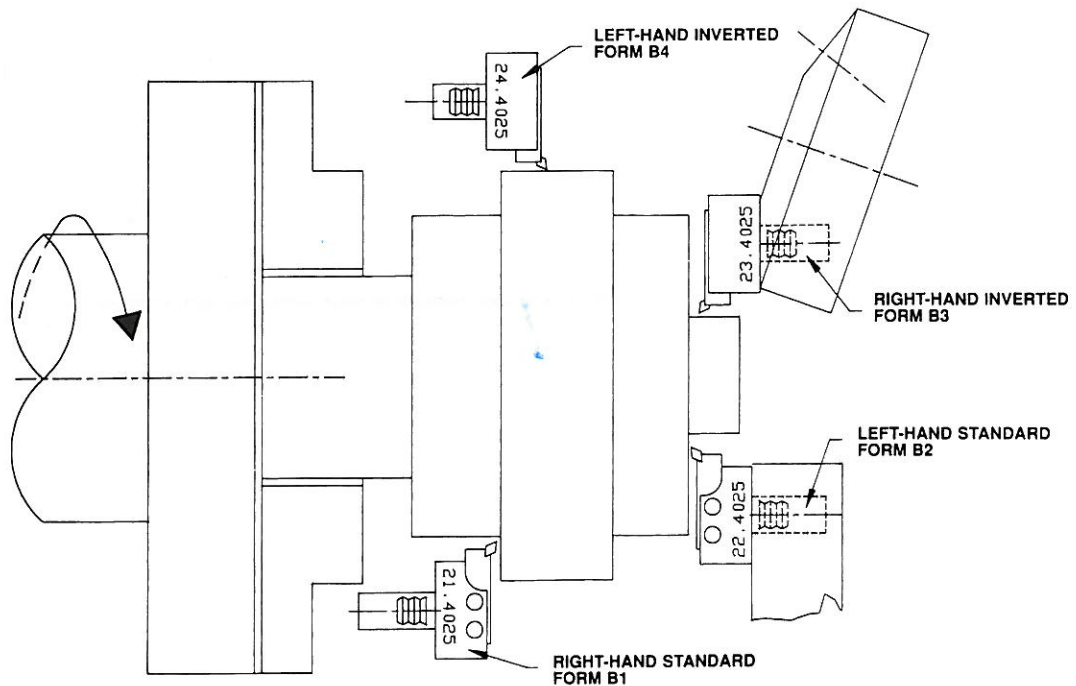 LEFT-HAND INVERTED
FORM B4
24.4025
23.4025
RIGHT-HAND INVERTED
FORM B3
LEFT-HAND STANDARD
FORM B2
22.4025
21.4025
RIGHT-HAND STANDARD
FORM B1